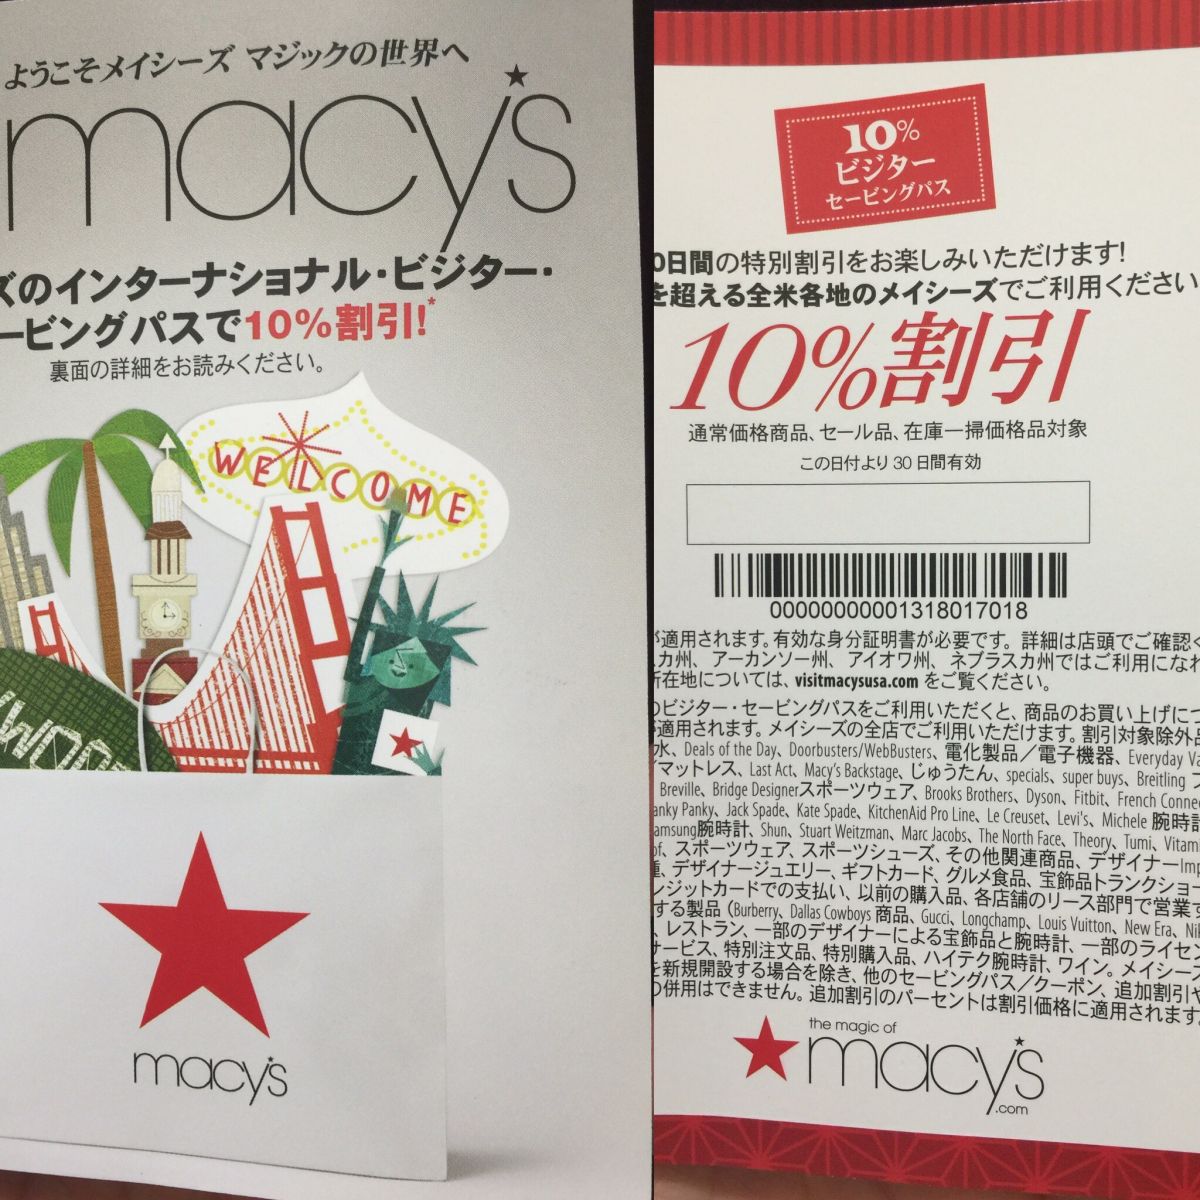 ようこそメイシーズ マジックの世界へ
macy's
ズのインターナショナル・ビジター・
ービングパスで10%割引!*
裏面の詳細をお読みください。
WELCOME
YWOO
macy's
10%
ビジター
セービングパス
0日間の特別割引をお楽しみいただけます!
を超える全米各地のメイシーズでご利用ください
10%割引
通常価格商品、セール品、在庫一掃価格品対象
この日付より 30 日間有効
00000000001318017018
が適用されます。有効な身分証明書が必要です。 詳細は店頭でご確認く
スカ州、 アーカンソー州、 アイオワ州、 ネブラスカ州ではご利用になれ
所在地については、visitmacysusa.com をご覧ください。
のビジター・セービングパスをご利用いただくと、商品のお買い上げにつ
が適用されます。メイシーズの全店でご利用いただけます。割引対象除外品
水、Deals of the Day、Doorbusters/WebBusters、電化製品／電子機器、Everyday Va
／マットレス、Last Act、Macy's Backstage、じゅうたん、specials、super buys、Breitling ブ
Breville、Bridge Designerスポーツウェア、Brooks Brothers、Dyson、Fitbit、French Connec
anky Panky、Jack Spade、Kate Spade、KitchenAid Pro Line、Le Creuset、Levi's、Michele 腕時計
amsung腕時計、Shun、Stuart Weitzman、Marc Jacobs、The North Face、Theory、Tumi、Vitam
of、スポーツウェア、スポーツシューズ、その他関連商品、デザイナーImp
種、デザイナージュエリー、ギフトカード、グルメ食品、宝飾品トランクショー
レジットカードでの支払い、以前の購入品、各店舗のリース部門で営業す
する製品（Burberry、Dallas Cowboys 商品、Gucci、Longchamp、Louis Vuitton、New Era、Nik
、レストラン、一部のデザイナーによる宝飾品と腕時計、一部のライセン
サービス、特別注文品、特別購入品、ハイテク腕時計、ワイン。メイシーズ
を新規開設する場合を除き、他のセービングパス／クーポン、追加割引や
の併用はできません。追加割引のパーセントは割引価格に適用されます。
the magic of
macy's
.com